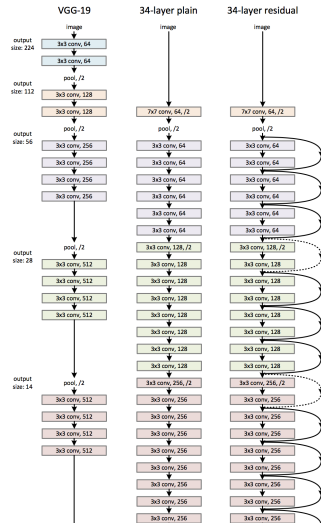 VGG-19
34-layer plain
34-layer residual
output
size: 224
output
size: 112
output
size: 56
output
size: 28
output
size: 14
image
3x3 conv, 64
3x3 conv, 64
pool, /2
3x3 conv, 128
3x3 conv, 128
pool, /2
3x3 conv, 256
3x3 conv, 256
3x3 conv, 256
3x3 conv, 256
pool, /2
3x3 conv, 512
3x3 conv, 512
3x3 conv, 512
3x3 conv, 512
pool, /2
3x3 conv, 512
3x3 conv, 512
3x3 conv, 512
3x3 conv, 512
image
7x7 conv, 64, /2
pool, /2
3x3 conv, 64
3x3 conv, 64
3x3 conv, 64
3x3 conv, 64
3x3 conv, 64
3x3 conv, 64
3x3 conv, 128, /2
3x3 conv, 128
3x3 conv, 128
3x3 conv, 128
3x3 conv, 128
3x3 conv, 128
3x3 conv, 128
3x3 conv, 128
3x3 conv, 256, /2
3x3 conv, 256
3x3 conv, 256
3x3 conv, 256
3x3 conv, 256
3x3 conv, 256
3x3 conv, 256
3x3 conv, 256
3x3 conv, 256
image
7x7 conv, 64, /2
pool, /2
3x3 conv, 64
3x3 conv, 64
3x3 conv, 64
3x3 conv, 64
3x3 conv, 64
3x3 conv, 64
3x3 conv, 128, /2
3x3 conv, 128
3x3 conv, 128
3x3 conv, 128
3x3 conv, 128
3x3 conv, 128
3x3 conv, 128
3x3 conv, 128
3x3 conv, 256, /2
3x3 conv, 256
3x3 conv, 256
3x3 conv, 256
3x3 conv, 256
3x3 conv, 256
3x3 conv, 256
3x3 conv, 256
3x3 conv, 256